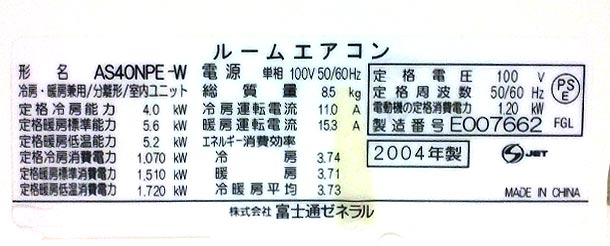 ルームエアコン
形名 AS40NPE-W
冷房・暖房兼用/分離形/室内ユニット
定格冷房能力 4.0 kW
定格暖房標準能力 5.6 kW
定格暖房低温能力 5.2 kW
定格冷房消費電力 1.070 kW
定格暖房標準消費電力 1.510 kW
定格暖房低温消費電力 1.720 kW
電源 単相 100V 50/60Hz
総質量 8.5 kg
冷房運転電流 11.0 A
暖房運転電流 15.3 A
エネルギー消費効率
冷房 3.74
暖房 3.71
冷暖房平均 3.73
定格電圧 100 V
定格周波数 50/60 Hz
電動機の定格消費電力 1.20 kW
製造番号 E007662
PS
E
FGL
2004年製
JET
MADE IN CHINA
株式会社 富士通ゼネラル